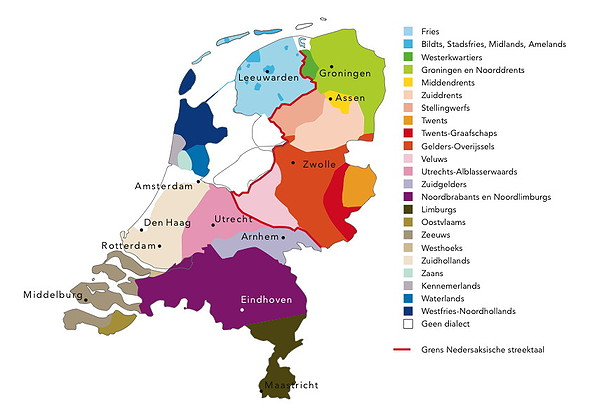 Leeuwarden
Groningen
Assen
Zwolle
Amsterdam
Den Haag
Utrecht
Rotterdam
Arnhem
Middelburg
Eindhoven
Maastricht
Fries
Bildts, Stadsfries, Midlands, Amelands
Westerkwartiers
Groningen en Noorddrents
Middendrents
Zuiddrents
Stellingwerfs
Twents
Twents-Graafschaps
Gelders-Overijssels
Veluws
Utrechts-Alblasserwaards
Zuidgelders
Noordbrabants en Noordlimburgs
Limburgs
Oostvlaams
Zeeuws
Westhoeks
Zuidhollands
Zaans
Kennemerlands
Waterlands
Westfries-Noordhollands
Geen dialect
Grens Nedersaksische streektaal